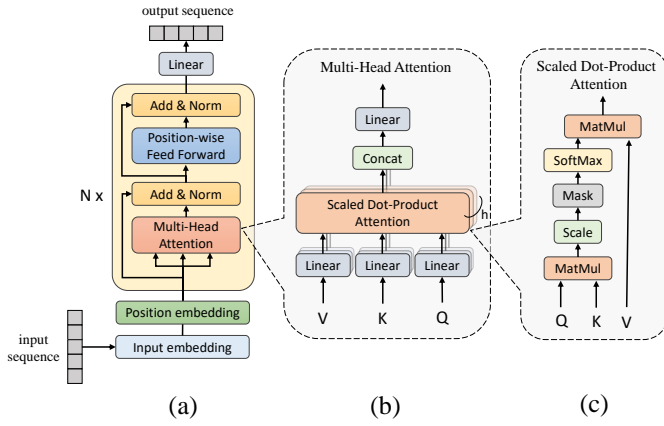 output sequence
Linear
Add & Norm
Position-wise
Feed Forward
N x
Add & Norm
Multi-Head
Attention
Position embedding
input
sequence
Input embedding
(a)
Multi-Head Attention
Linear
Concat
Scaled Dot-Product
Attention
h
Linear
Linear
Linear
V
K
Q
(b)
Scaled Dot-Product
Attention
MatMul
SoftMax
Mask
Scale
MatMul
Q
K
V
(c)